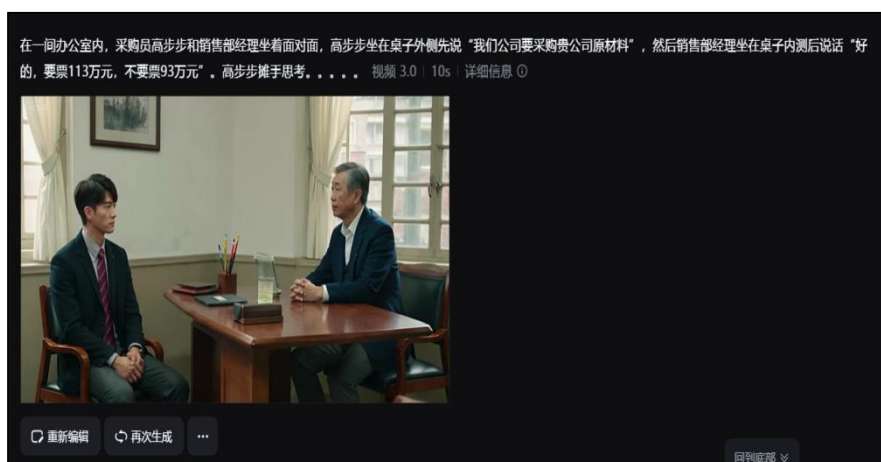 在一间办公室内，采购员高步步和销售部经理坐着面对面，高步步坐在桌子外侧先说“我们公司要采购贵公司原材料”，然后销售部经理坐在桌子内测后说话“好
的，要票113万元，不要票93万元”。高步步摊手思考。。。。。 视频 3.0 | 10s | 详细信息
重新编辑 再次生成 ...
回到底部